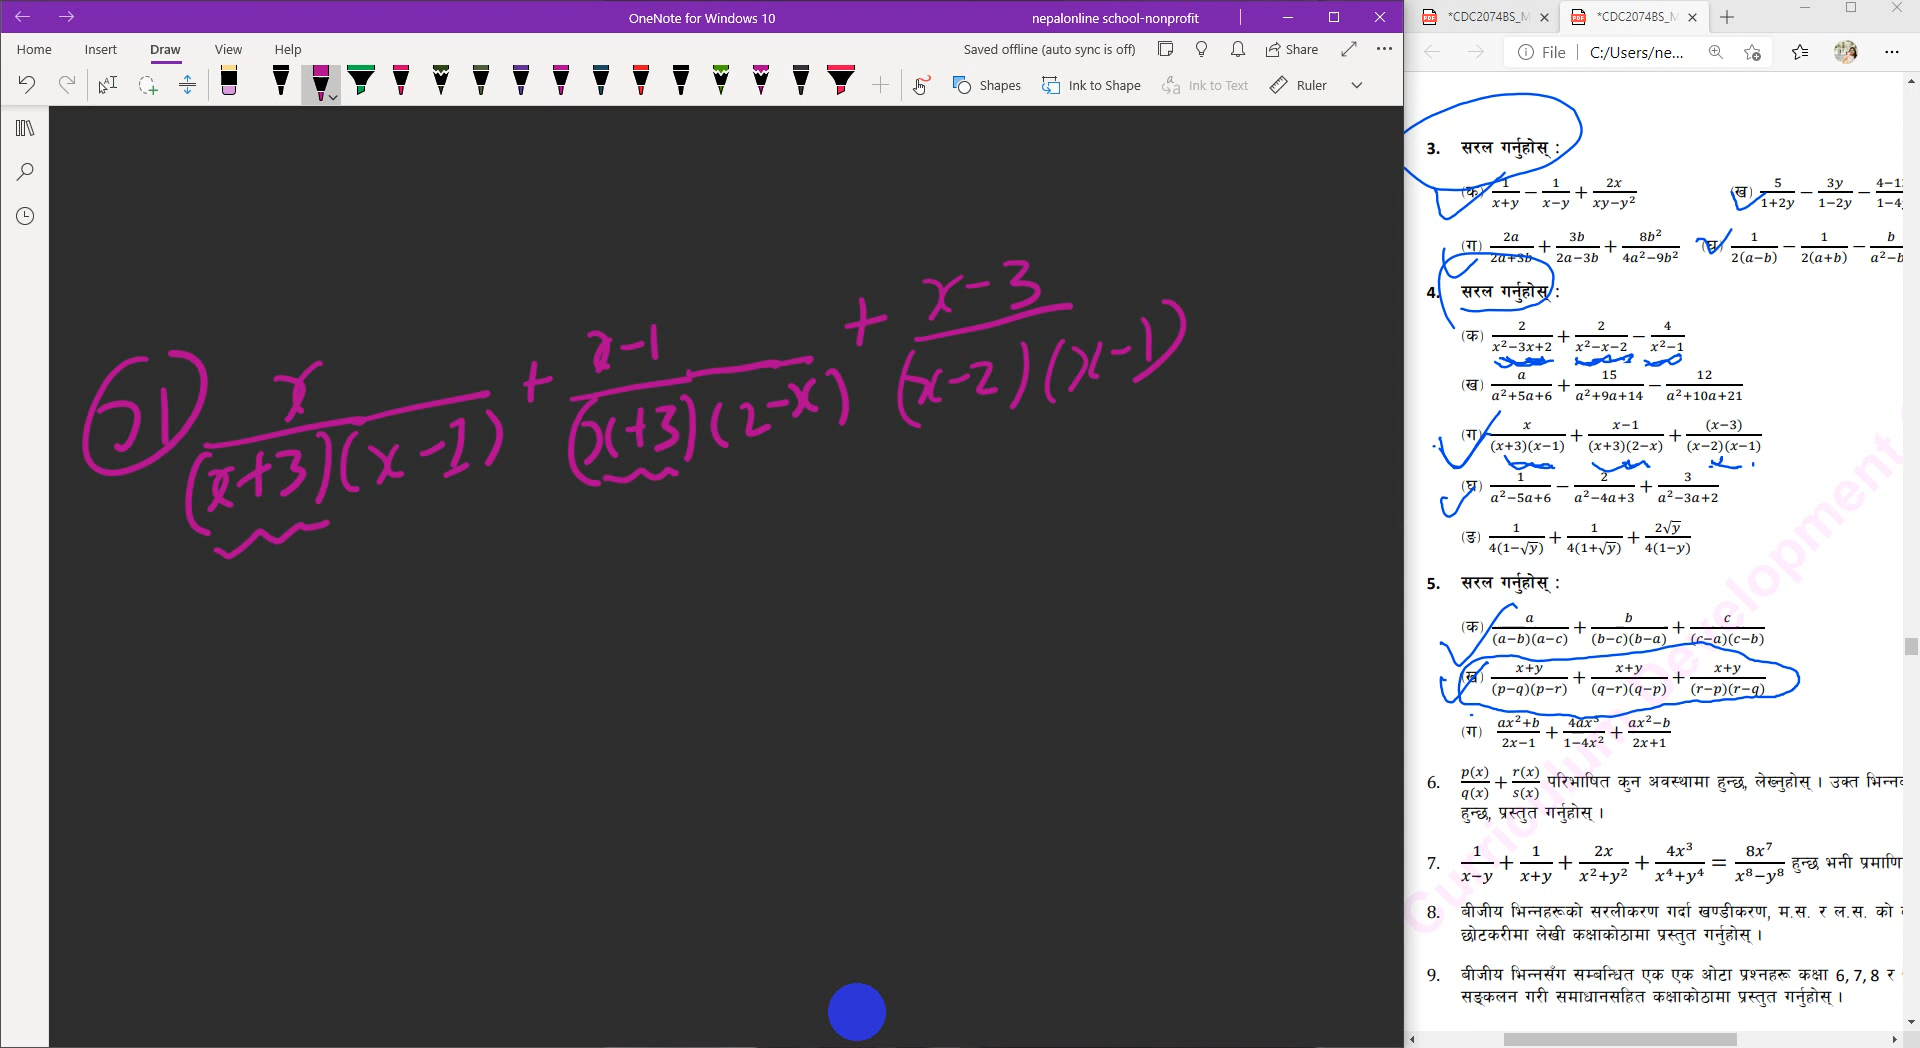 OneNote for Windows 10
nepalonline school-nonprofit
Home Insert Draw View Help
Saved offline (auto sync is off) Share
Shapes Ink to Shape Ink to Text Ruler
*CDC2074BS_M *CDC2074BS_M
File C:/Users/ne...
(ग) x/((x+3)(x-1)) + (x-1)/((x+3)(2-x)) + (x-3)/((x-2)(x-1))
3. सरल गर्नुहोस् :
(क) 1/(x+y) − 1/(x−y) + 2x/(xy−y²) (ख) 5/(1+2y) − 3y/(1−2y) −
(ग) 2a/(2a+3b) + 3b/(2a−3b) + 8b²/(4a²−9b²) (घ) 1/(2(a−b)) − 1/(2(a+b)) −
4. सरल गर्नुहोस् :
(क) 2/(x²−3x+2) + 2/(x²−x−2) − 4/(x²−1)
(ख) a/(a²+5a+6) + 15/(a²+9a+14) − 12/(a²+10a+21)
(ग) x/((x+3)(x−1)) + (x−1)/((x+3)(2−x)) + (x−3)/((x−2)(x−1))
(घ) 1/(a²−5a+6) − 2/(a²−4a+3) + 3/(a²−3a+2)
(ङ) 1/(4(1−√y)) + 1/(4(1+√y)) + 2√y/(4(1−y))
5. सरल गर्नुहोस् :
(क) a/((a−b)(a−c)) + b/((b−c)(b−a)) + c/((c−a)(c−b))
(ख) (x+y)/((p−q)(p−r)) + (x+y)/((q−r)(q−p)) + (x+y)/((r−p)(r−q))
(ग) (ax²+b)/(2x−1) + 4ax³/(1−4x²) + (ax²−b)/(2x+1)
6. p(x)/q(x) + r(x)/s(x) परिभाषित कुन अवस्थामा हुन्छ, लेख्नुहोस् । उक्त
हुन्छ, प्रस्तुत गर्नुहोस् ।
7. 1/(x−y) + 1/(x+y) + 2x/(x²+y²) + 4x³/(x⁴+y⁴) = 8x⁷/(x⁸−y⁸) हुन्छ भनी
8. बीजीय भिन्नहरूको सरलीकरण गर्दा खण्डीकरण, म.स. र ल.स. को
छोटकरीमा लेखी कक्षाकोठामा प्रस्तुत गर्नुहोस् ।
9. बीजीय भिन्नसँग सम्बन्धित एक एक ओटा प्रश्नहरू कक्षा 6, 7, 8 र
सङ्कलन गरी समाधानसहित कक्षाकोठामा प्रस्तुत गर्नुहोस् ।
Curriculum Development